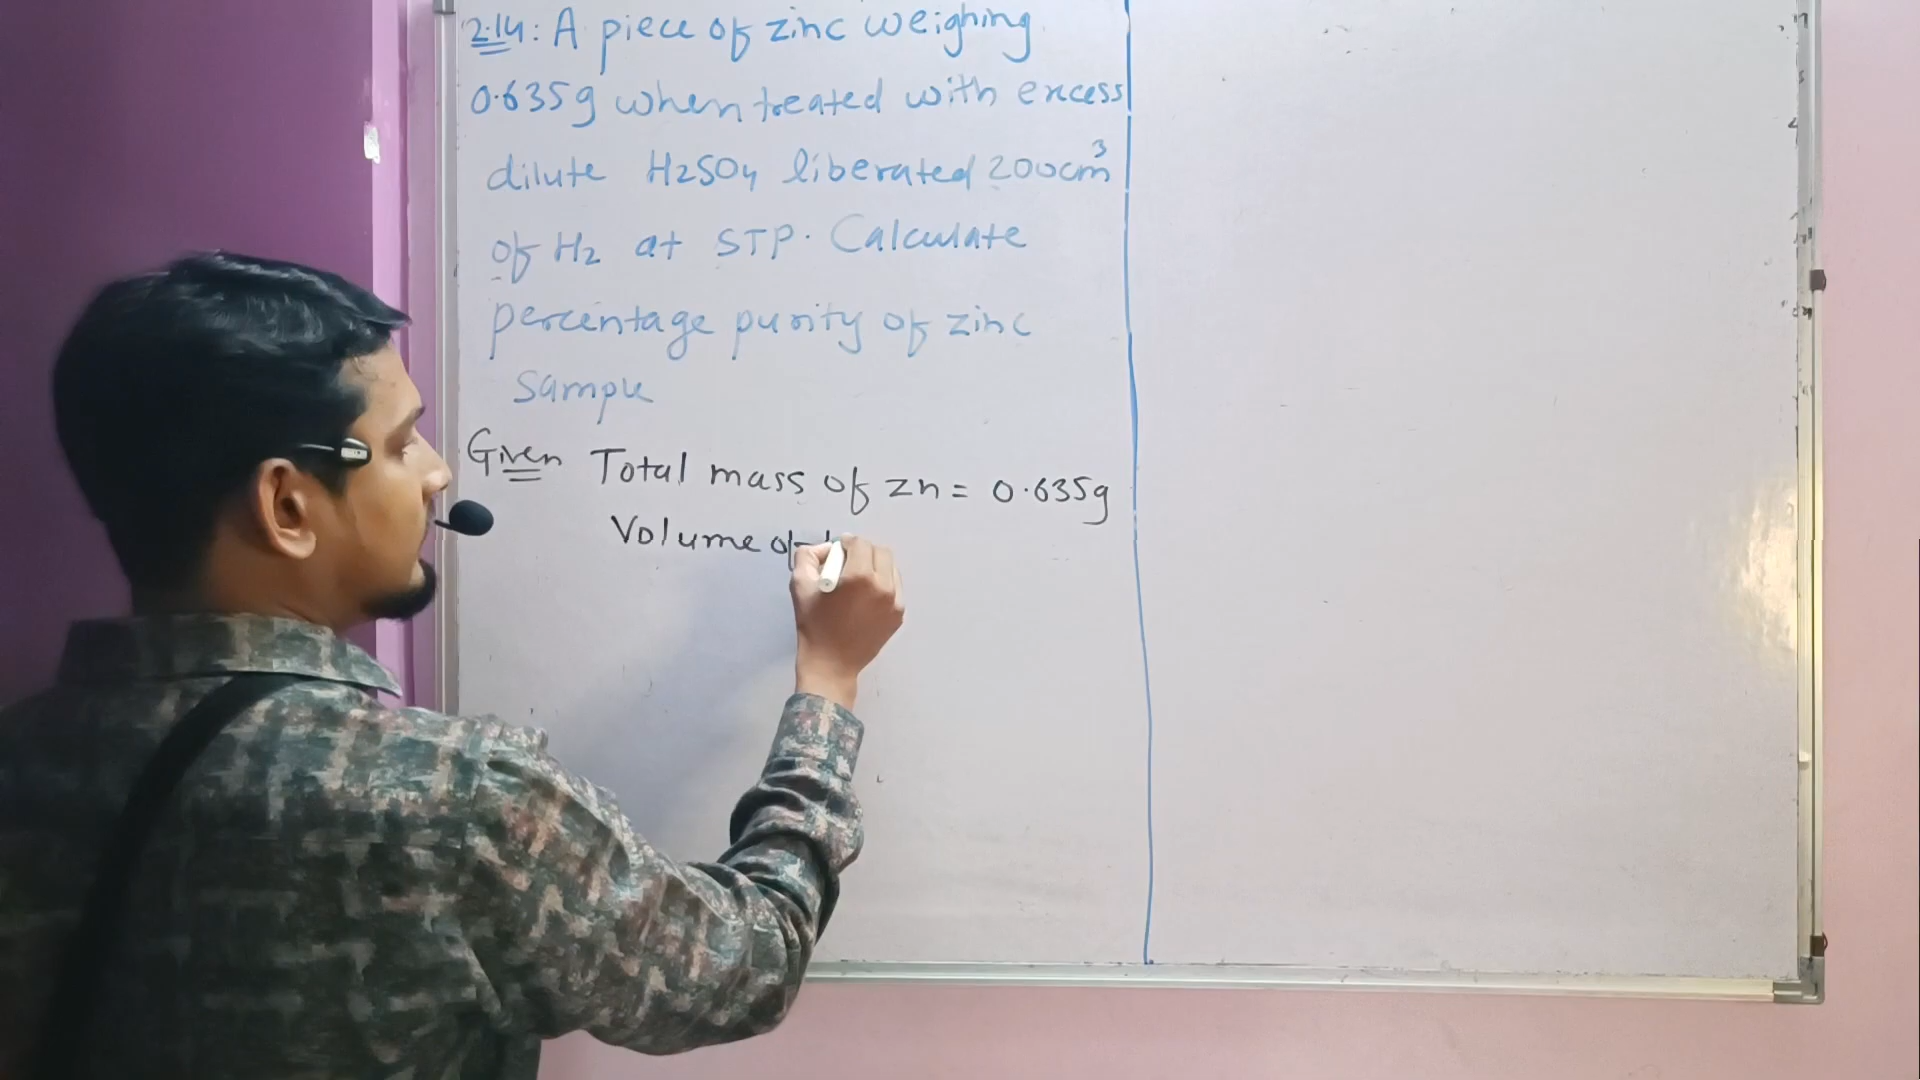 2.14: A piece of zinc weighing
0.635g when treated with excess
dilute H2SO4 liberated 200cm³
of H2 at STP. Calculate
percentage purity of zinc
Sample
Given Total mass of zn = 0.635g
Volume of